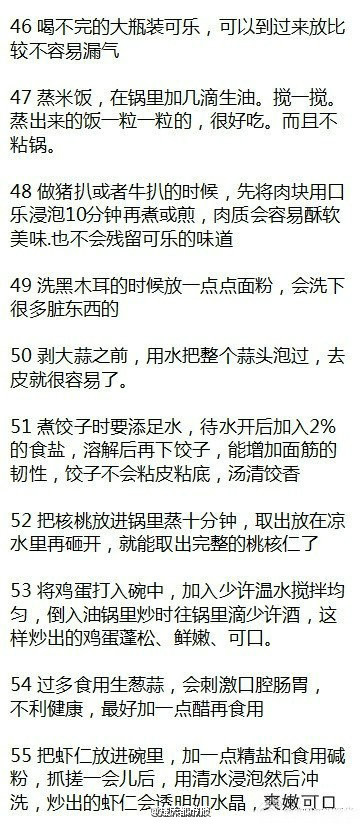 46 喝不完的大瓶装可乐，可以到过来放比
较不容易漏气
47 蒸米饭，在锅里加几滴生油。搅一搅。
蒸出来的饭一粒一粒的，很好吃。而且不
粘锅。
48 做猪扒或者牛扒的时候，先将肉块用口
乐浸泡10分钟再煮或煎，肉质会容易酥软
美味.也不会残留可乐的味道
49 洗黑木耳的时候放一点点面粉，会洗下
很多脏东西的
50 剥大蒜之前，用水把整个蒜头泡过，去
皮就很容易了。
51 煮饺子时要添足水，待水开后加入2%
的食盐，溶解后再下饺子，能增加面筋的
韧性，饺子不会粘皮粘底，汤清饺香
52 把核桃放进锅里蒸十分钟，取出放在凉
水里再砸开，就能取出完整的桃核仁了
53 将鸡蛋打入碗中，加入少许温水搅拌均
匀，倒入油锅里炒时往锅里滴少许酒，这
样炒出的鸡蛋蓬松、鲜嫩、可口。
54 过多食用生葱蒜，会刺激口腔肠胃，
不利健康，最好加一点醋再食用
55 把虾仁放进碗里，加一点精盐和食用碱
粉，抓搓一会儿后，用清水浸泡然后冲
洗，炒出的虾仁会透明如水晶，爽嫩可口